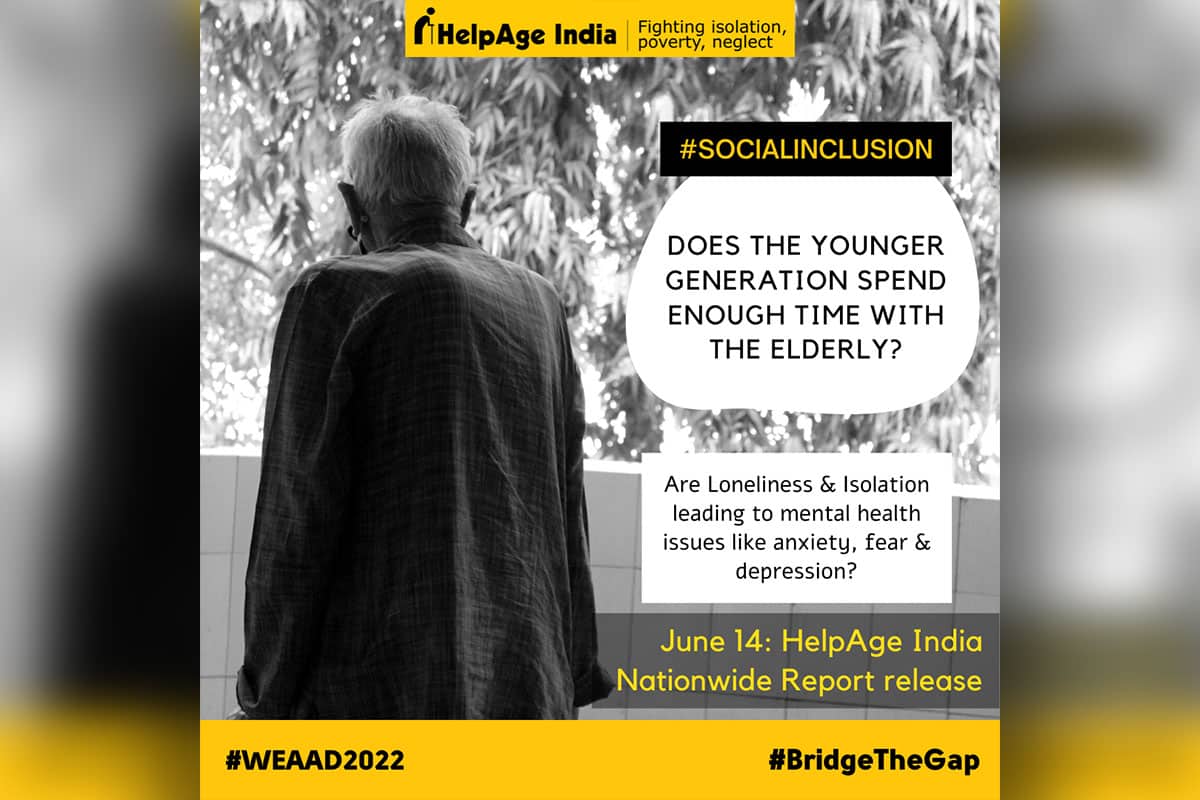 HelpAge India
Fighting isolation,
poverty, neglect
#SOCIALINCLUSION
DOES THE YOUNGER
GENERATION SPEND
ENOUGH TIME WITH
THE ELDERLY?
Are Loneliness & Isolation
leading to mental health
issues like anxiety, fear &
depression?
June 14: HelpAge India
Nationwide Report release
#WEAAD2022
#BridgeTheGap